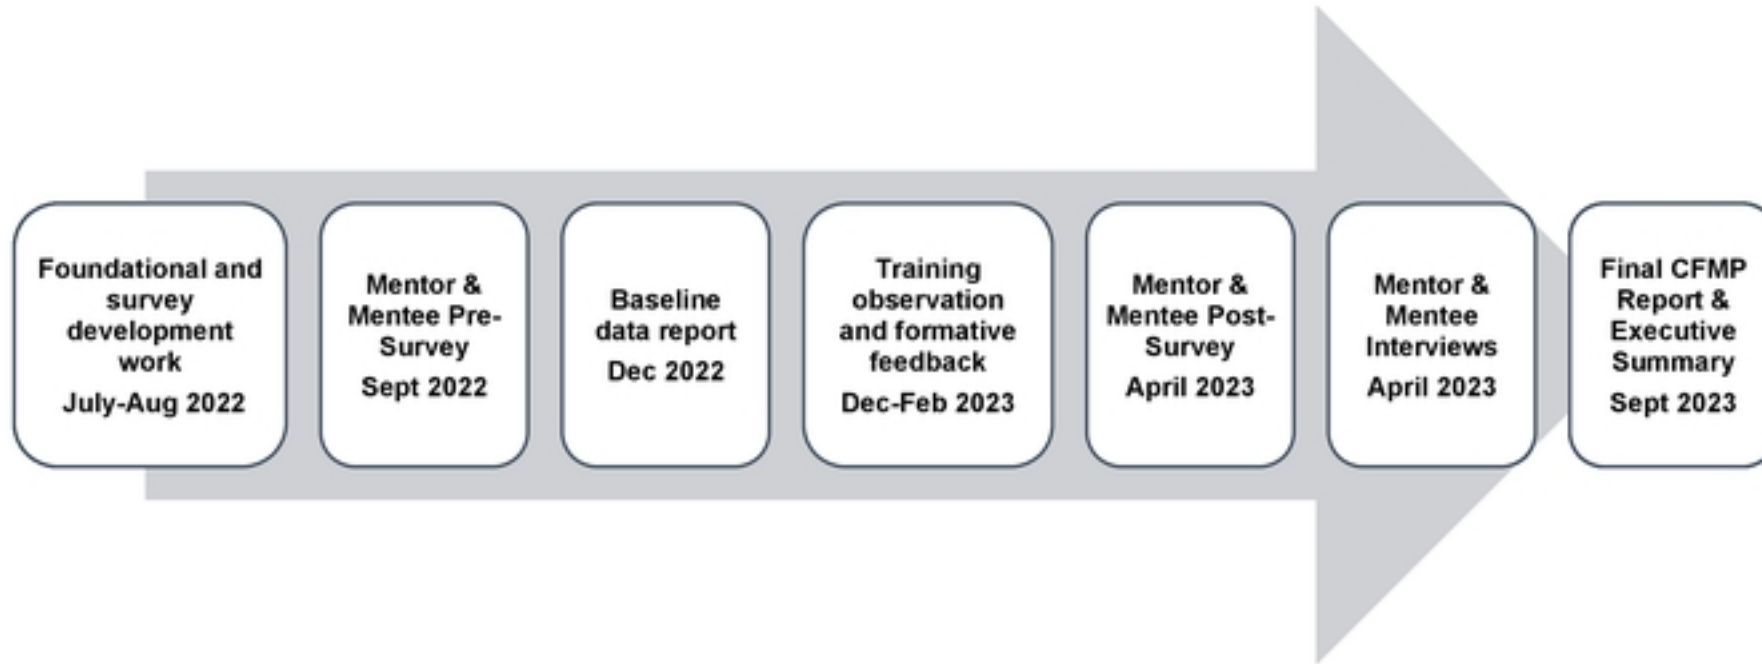 Foundational and
survey
development
work
July-Aug 2022
Mentor &
Mentee Pre-
Survey
Sept 2022
Baseline
data report
Dec 2022
Training
observation
and formative
feedback
Dec-Feb 2023
Mentor &
Mentee Post-
Survey
April 2023
Mentor &
Mentee
Interviews
April 2023
Final CFMP
Report &
Executive
Summary
Sept 2023